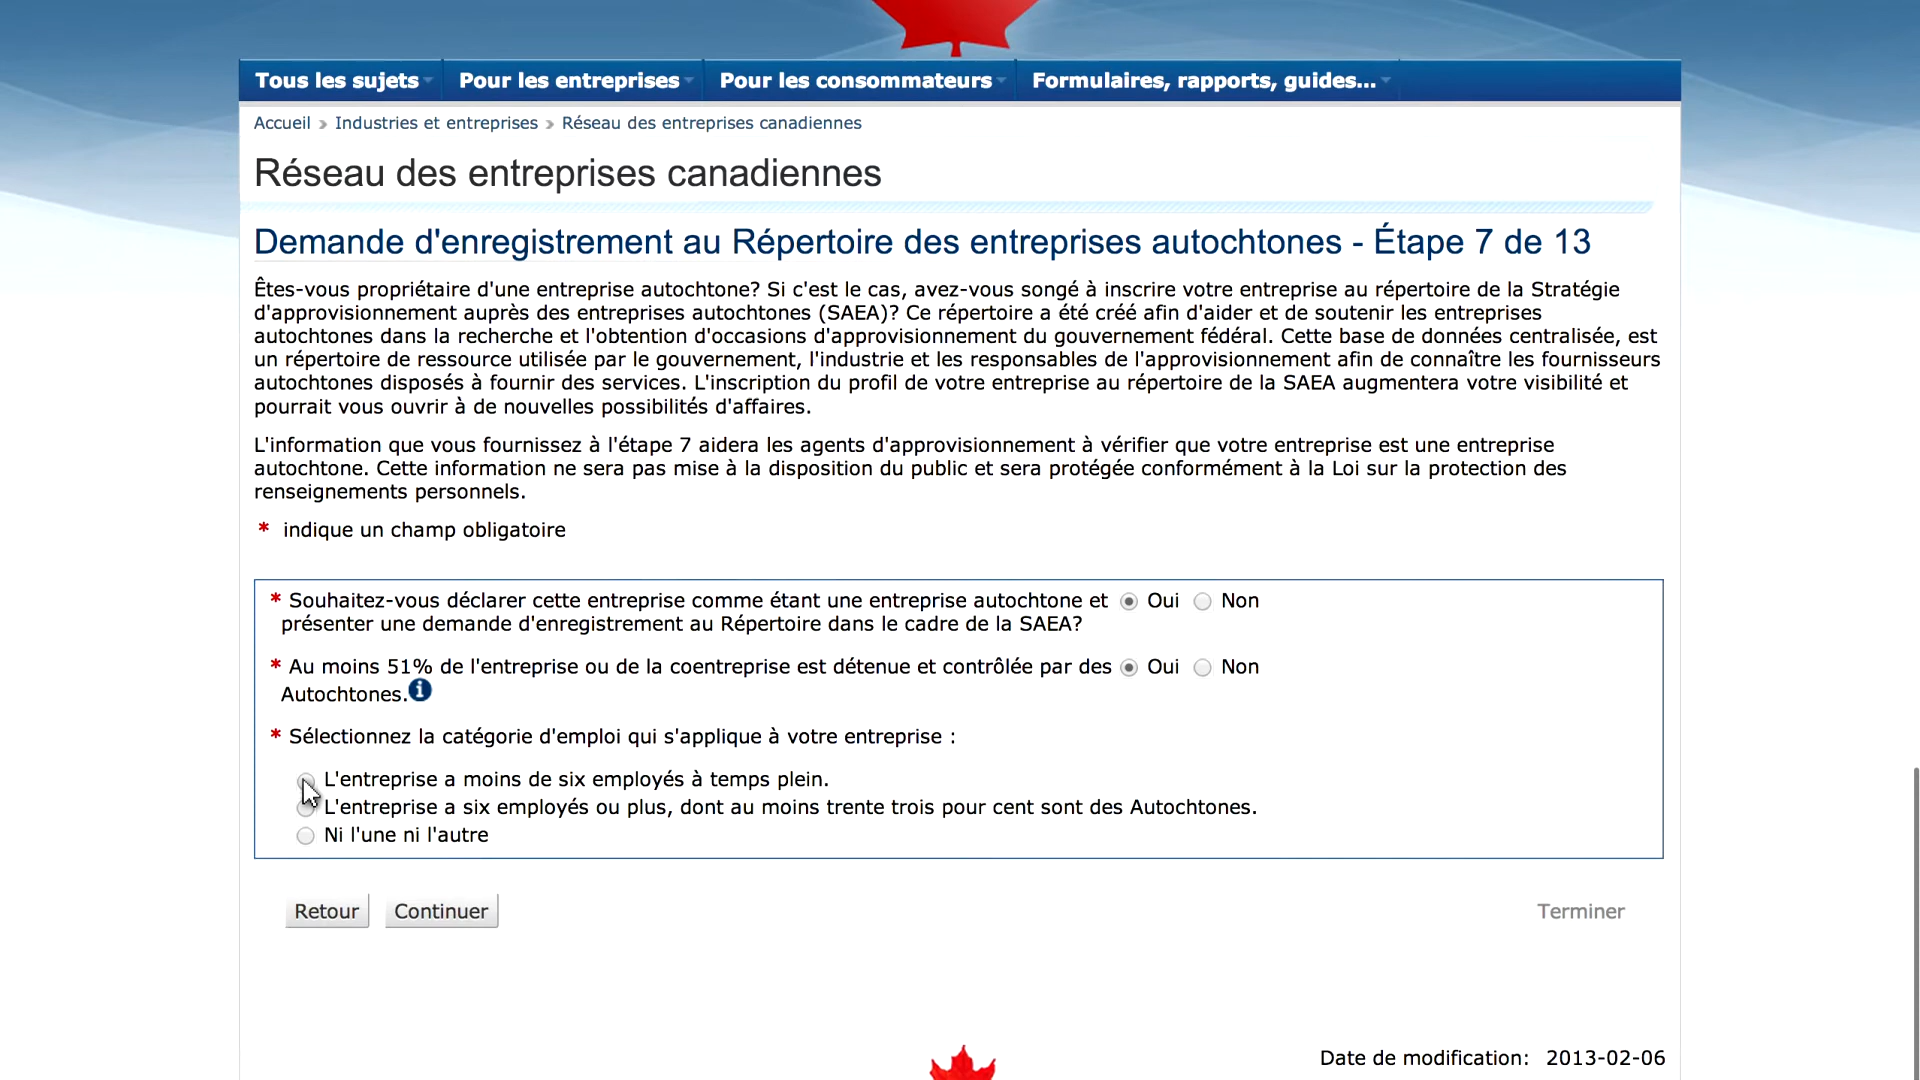 Tous les sujets Pour les entreprises Pour les consommateurs Formulaires, rapports, guides...
Accueil » Industries et entreprises » Réseau des entreprises canadiennes
Réseau des entreprises canadiennes
Demande d'enregistrement au Répertoire des entreprises autochtones - Étape 7 de 13
Êtes-vous propriétaire d'une entreprise autochtone? Si c'est le cas, avez-vous songé à inscrire votre entreprise au répertoire de la Stratégie
d'approvisionnement auprès des entreprises autochtones (SAEA)? Ce répertoire a été créé afin d'aider et de soutenir les entreprises
autochtones dans la recherche et l'obtention d'occasions d'approvisionnement du gouvernement fédéral. Cette base de données centralisée, est
un répertoire de ressource utilisée par le gouvernement, l'industrie et les responsables de l'approvisionnement afin de connaître les fournisseurs
autochtones disposés à fournir des services. L'inscription du profil de votre entreprise au répertoire de la SAEA augmentera votre visibilité et
pourrait vous ouvrir à de nouvelles possibilités d'affaires.
L'information que vous fournissez à l'étape 7 aidera les agents d'approvisionnement à vérifier que votre entreprise est une entreprise
autochtone. Cette information ne sera pas mise à la disposition du public et sera protégée conformément à la Loi sur la protection des
renseignements personnels.
* indique un champ obligatoire
* Souhaitez-vous déclarer cette entreprise comme étant une entreprise autochtone et Oui Non
présenter une demande d'enregistrement au Répertoire dans le cadre de la SAEA?
* Au moins 51% de l'entreprise ou de la coentreprise est détenue et contrôlée par des Oui Non
Autochtones. i
* Sélectionnez la catégorie d'emploi qui s'applique à votre entreprise :
L'entreprise a moins de six employés à temps plein.
L'entreprise a six employés ou plus, dont au moins trente trois pour cent sont des Autochtones.
Ni l'une ni l'autre
Retour Continuer Terminer
Date de modification: 2013-02-06